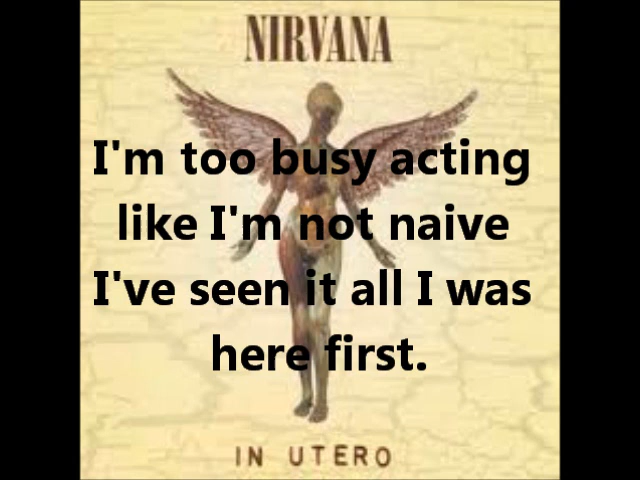 NIRVANA
I'm too busy acting
like I'm not naive
I've seen it all I was
here first.
IN UTERO